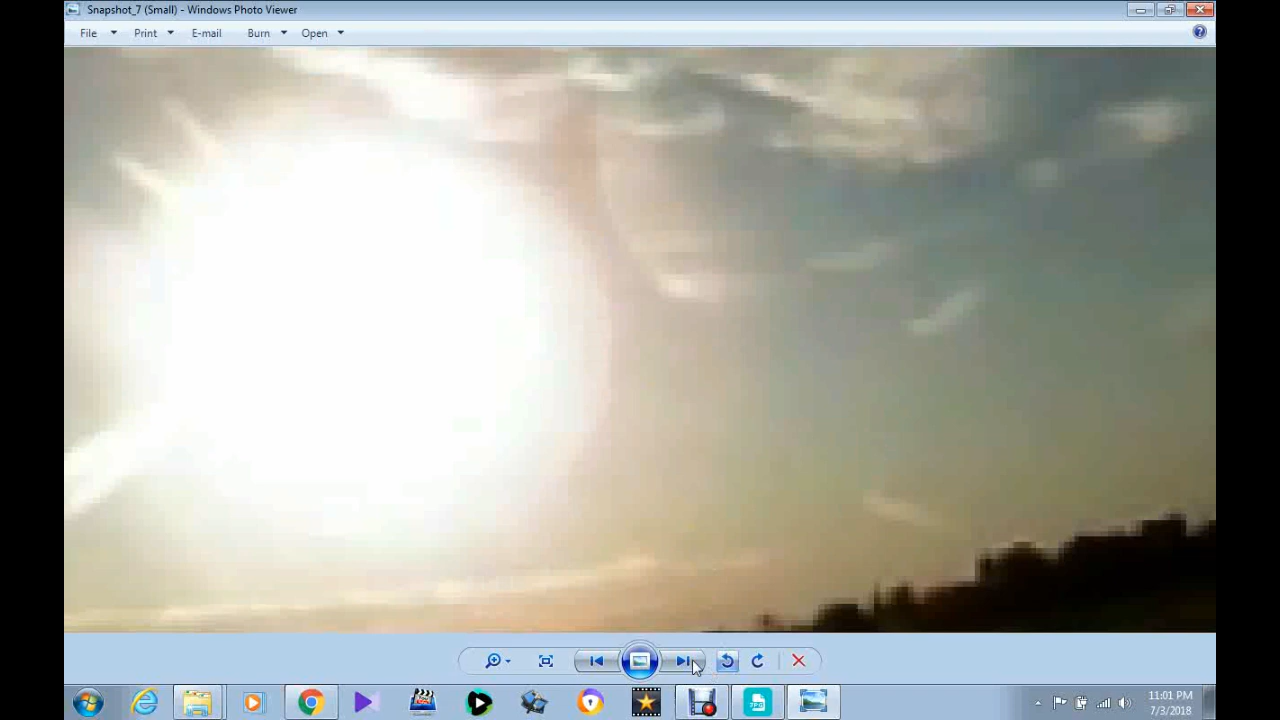 Snapshot_7 (Small) - Windows Photo Viewer
File Print E-mail Burn Open
11:01 PM
7/3/2018